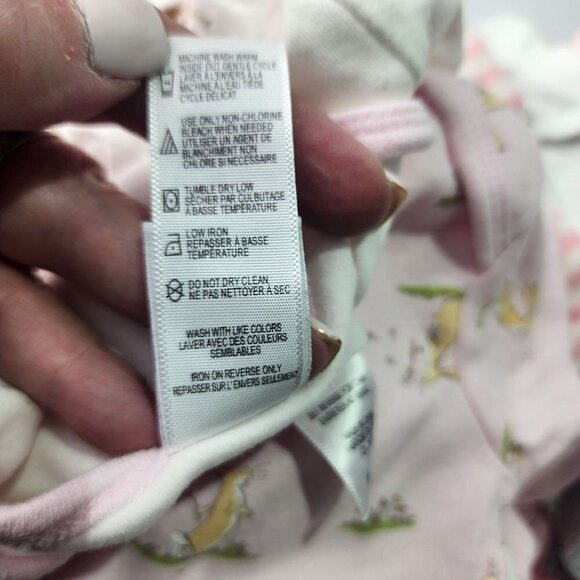 MACHINE WASH WARM
INSIDE OUT GENTLE CYCLE
LAVER À L'ENVERS À LA
MACHINE À L'EAU TIÈDE
CYCLE DÉLICAT
USE ONLY NON-CHLORINE
BLEACH WHEN NEEDED
UTILISER UN AGENT DE
BLANCHIMENT NON
CHLORÉ SI NÉCESSAIRE
TUMBLE DRY LOW
SÉCHER PAR CULBUTAGE
À BASSE TEMPÉRATURE
LOW IRON
REPASSER À BASSE
TEMPÉRATURE
DO NOT DRY CLEAN
NE PAS NETTOYER À SEC
WASH WITH LIKE COLORS
LAVER AVEC DES COULEURS
SEMBLABLES
IRON ON REVERSE ONLY
REPASSER SUR L'ENVERS SEULEMENT